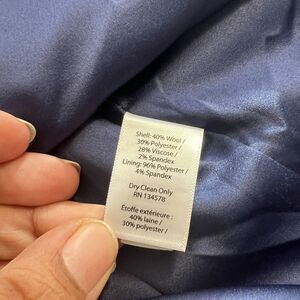 Shell: 40% Wool /
30% Polyester /
28% Viscose /
2% Spandex
Lining: 96% Polyester /
4% Spandex
Dry Clean Only
RN 134578
Étoffe extérieure :
40% laine /
30% polyester /